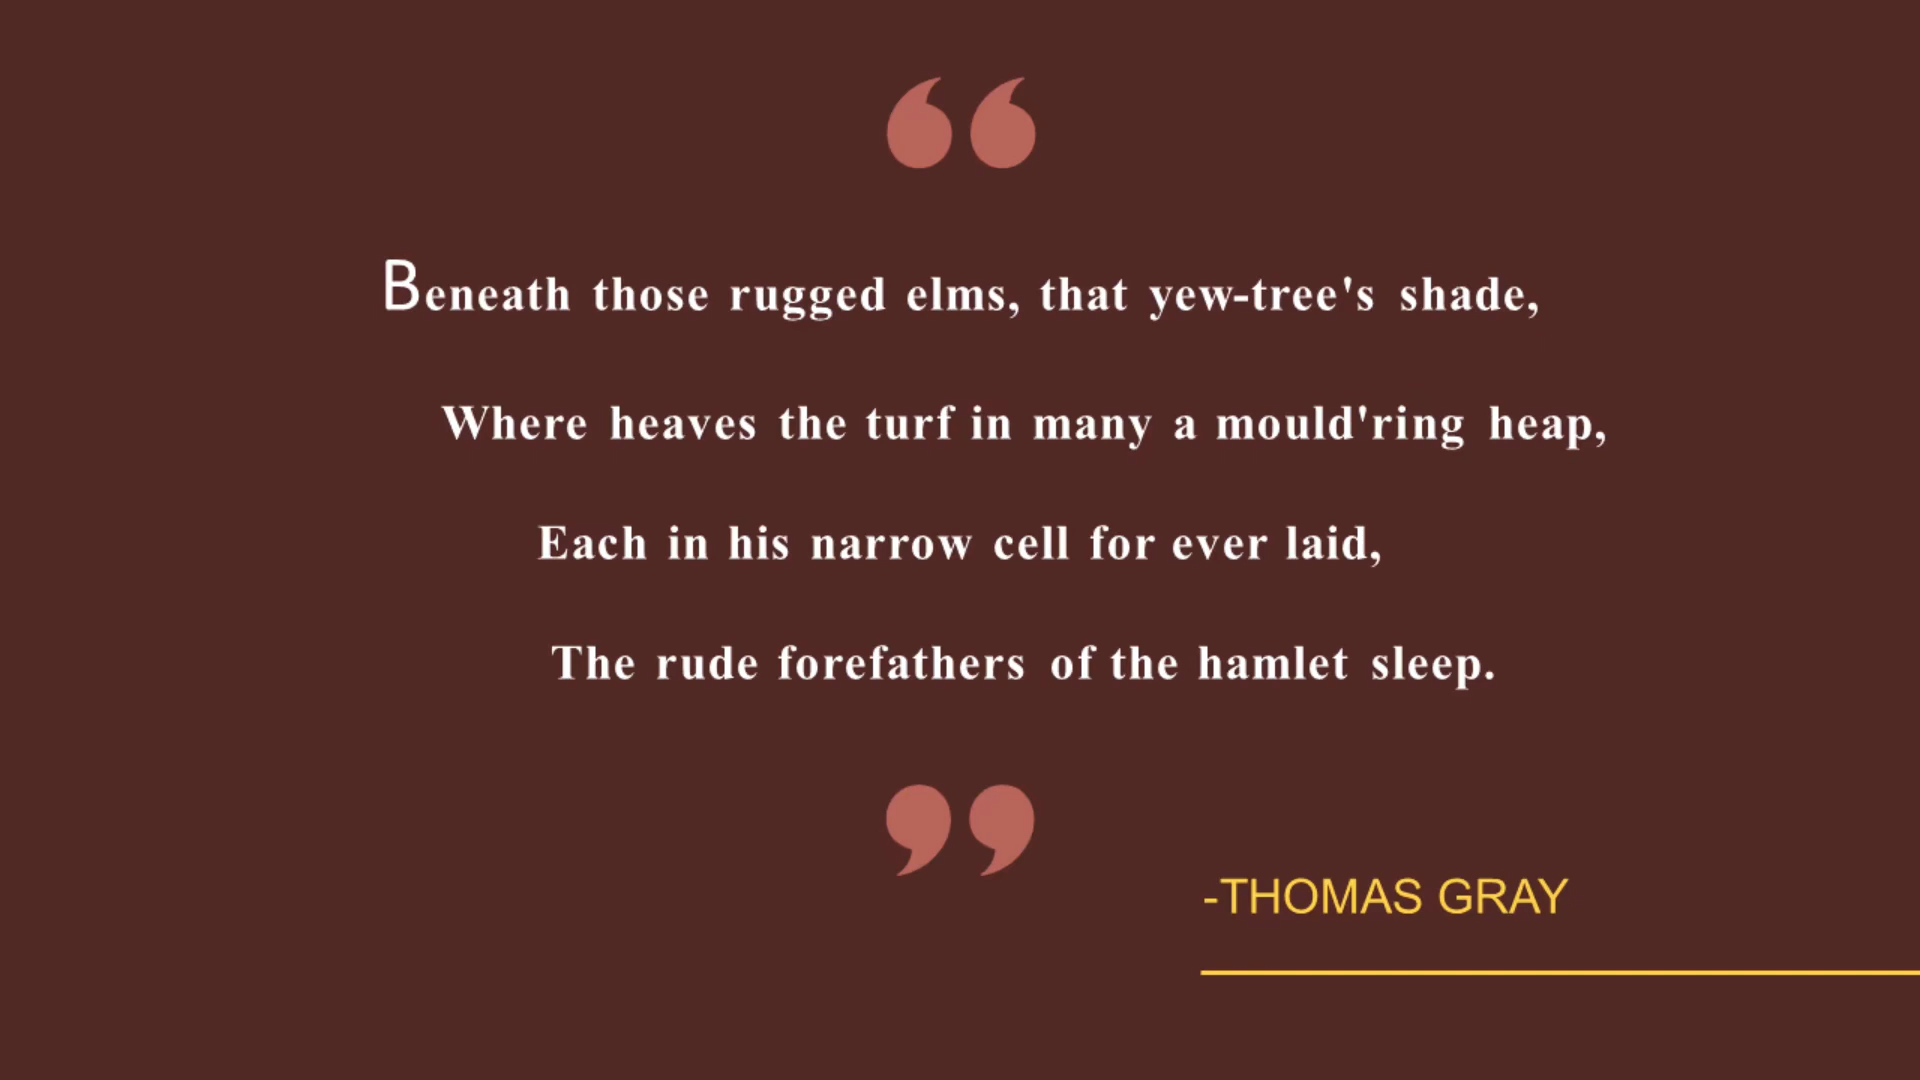 “
Beneath those rugged elms, that yew-tree's shade,
Where heaves the turf in many a mould'ring heap,
Each in his narrow cell for ever laid,
The rude forefathers of the hamlet sleep.
”
-THOMAS GRAY